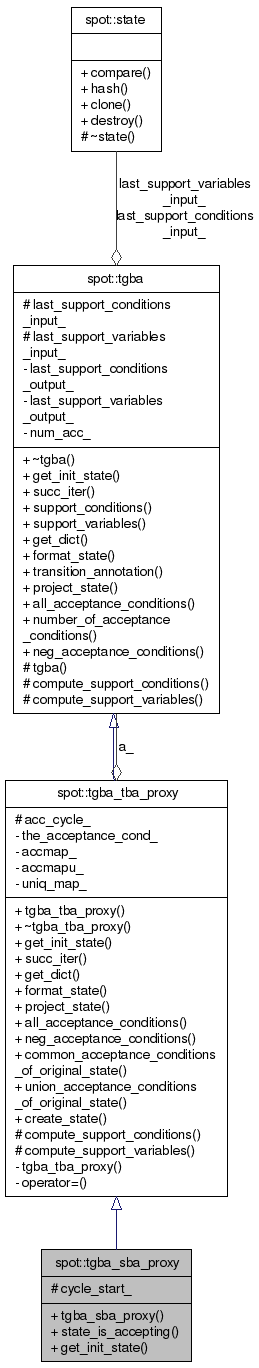 spot::state
+ compare()
+ hash()
+ clone()
+ destroy()
# ~state()
last_support_variables
_input_
last_support_conditions
_input_
spot::tgba
# last_support_conditions
_input_
# last_support_variables
_input_
- last_support_conditions
_output_
- last_support_variables
_output_
- num_acc_
+ ~tgba()
+ get_init_state()
+ succ_iter()
+ support_conditions()
+ support_variables()
+ get_dict()
+ format_state()
+ transition_annotation()
+ project_state()
+ all_acceptance_conditions()
+ number_of_acceptance
_conditions()
+ neg_acceptance_conditions()
# tgba()
# compute_support_conditions()
# compute_support_variables()
a_
spot::tgba_tba_proxy
# acc_cycle_
- the_acceptance_cond_
- accmap_
- accmapu_
- uniq_map_
+ tgba_tba_proxy()
+ ~tgba_tba_proxy()
+ get_init_state()
+ succ_iter()
+ get_dict()
+ format_state()
+ project_state()
+ all_acceptance_conditions()
+ neg_acceptance_conditions()
+ common_acceptance_conditions
_of_original_state()
+ union_acceptance_conditions
_of_original_state()
+ create_state()
# compute_support_conditions()
# compute_support_variables()
- tgba_tba_proxy()
- operator=()
spot::tgba_sba_proxy
# cycle_start_
+ tgba_sba_proxy()
+ state_is_accepting()
+ get_init_state()